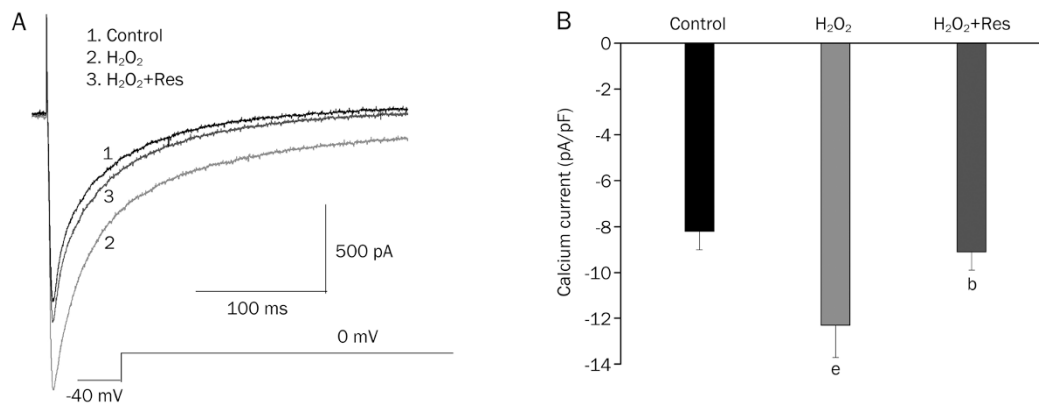 A
1. Control
2. H₂O₂
3. H₂O₂+Res
1
3
2
500 pA
100 ms
0 mV
-40 mV
B
Control H₂O₂ H₂O₂+Res
Calcium current (pA/pF)
0
-2
-4
-6
-8
-10
-12
-14
e
b